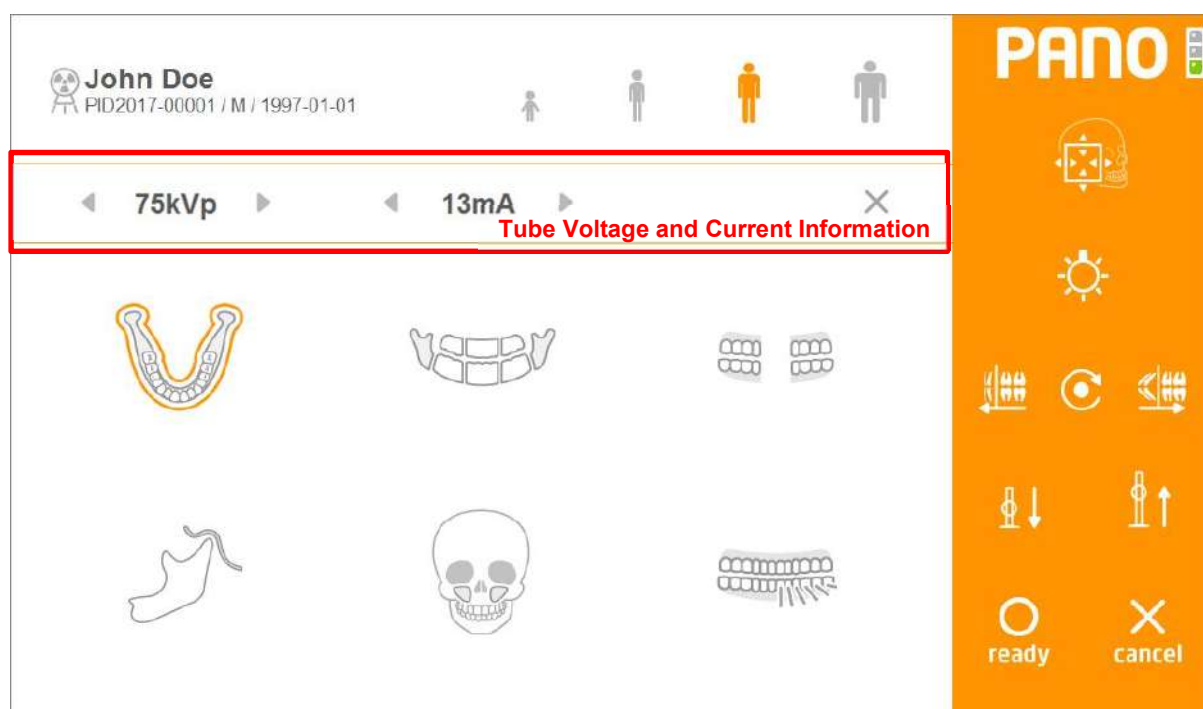 PANO
John Doe
PID2017-00001 / M / 1997-01-01
75kVp 13mA
Tube Voltage and Current Information
ready cancel